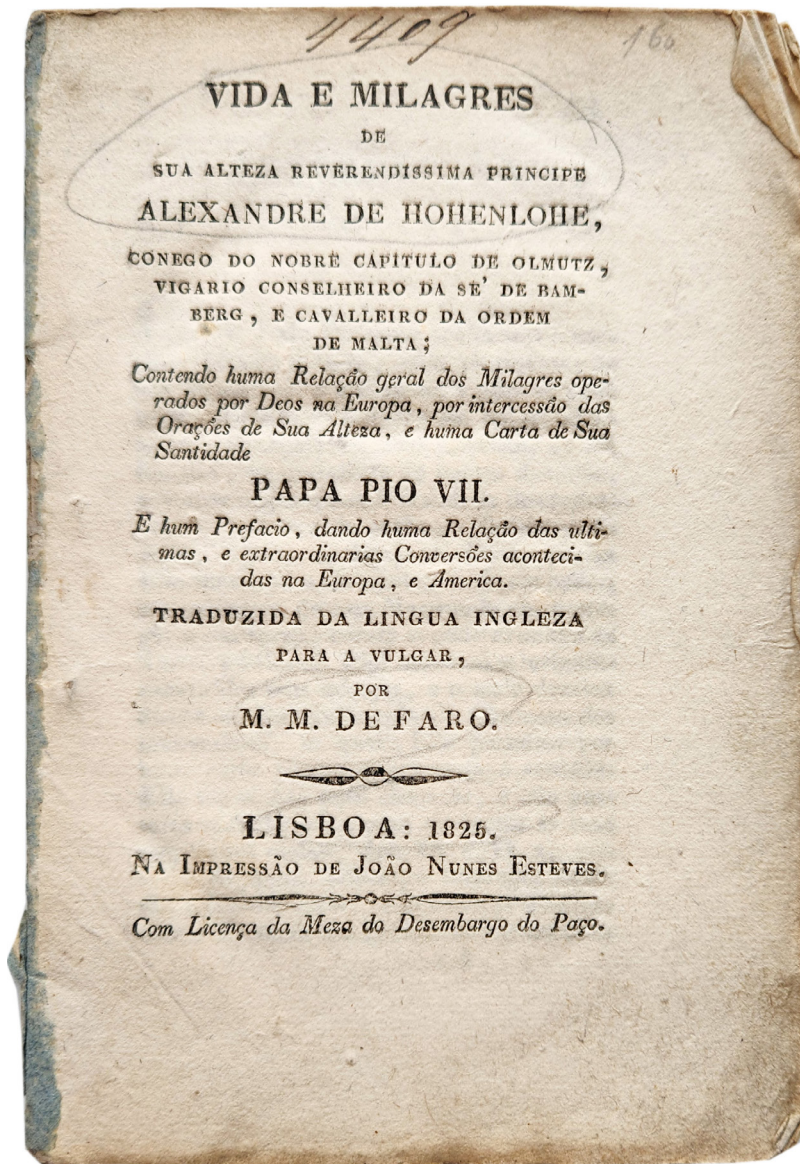 4409
160
VIDA E MILAGRES
DE
SUA ALTEZA REVERENDÍSSIMA PRINCIPE
ALEXANDRE DE HOHENLOHE,
CONEGO DO NOBRE CAPÍTULO DE OLMUTZ,
VIGARIO CONSELHEIRO DA SE' DE BAM-
BERG, E CAVALLEIRO DA ORDEM
DE MALTA;
Contendo huma Relação geral dos Milagres ope-
rados por Deos na Europa, por intercessão das
Orações de Sua Alteza, e huma Carta de Sua
Santidade
PAPA PIO VII.
E hum Prefacio, dando huma Relação das ulti-
mas, e extraordinarias Conversões aconteci-
das na Europa, e America.
TRADUZIDA DA LINGUA INGLEZA
PARA A VULGAR,
POR
M. M. DE FARO.
LISBOA: 1825.
NA IMPRESSÃO DE JOÃO NUNES ESTEVES.
Com Licença da Meza do Desembargo do Paço.